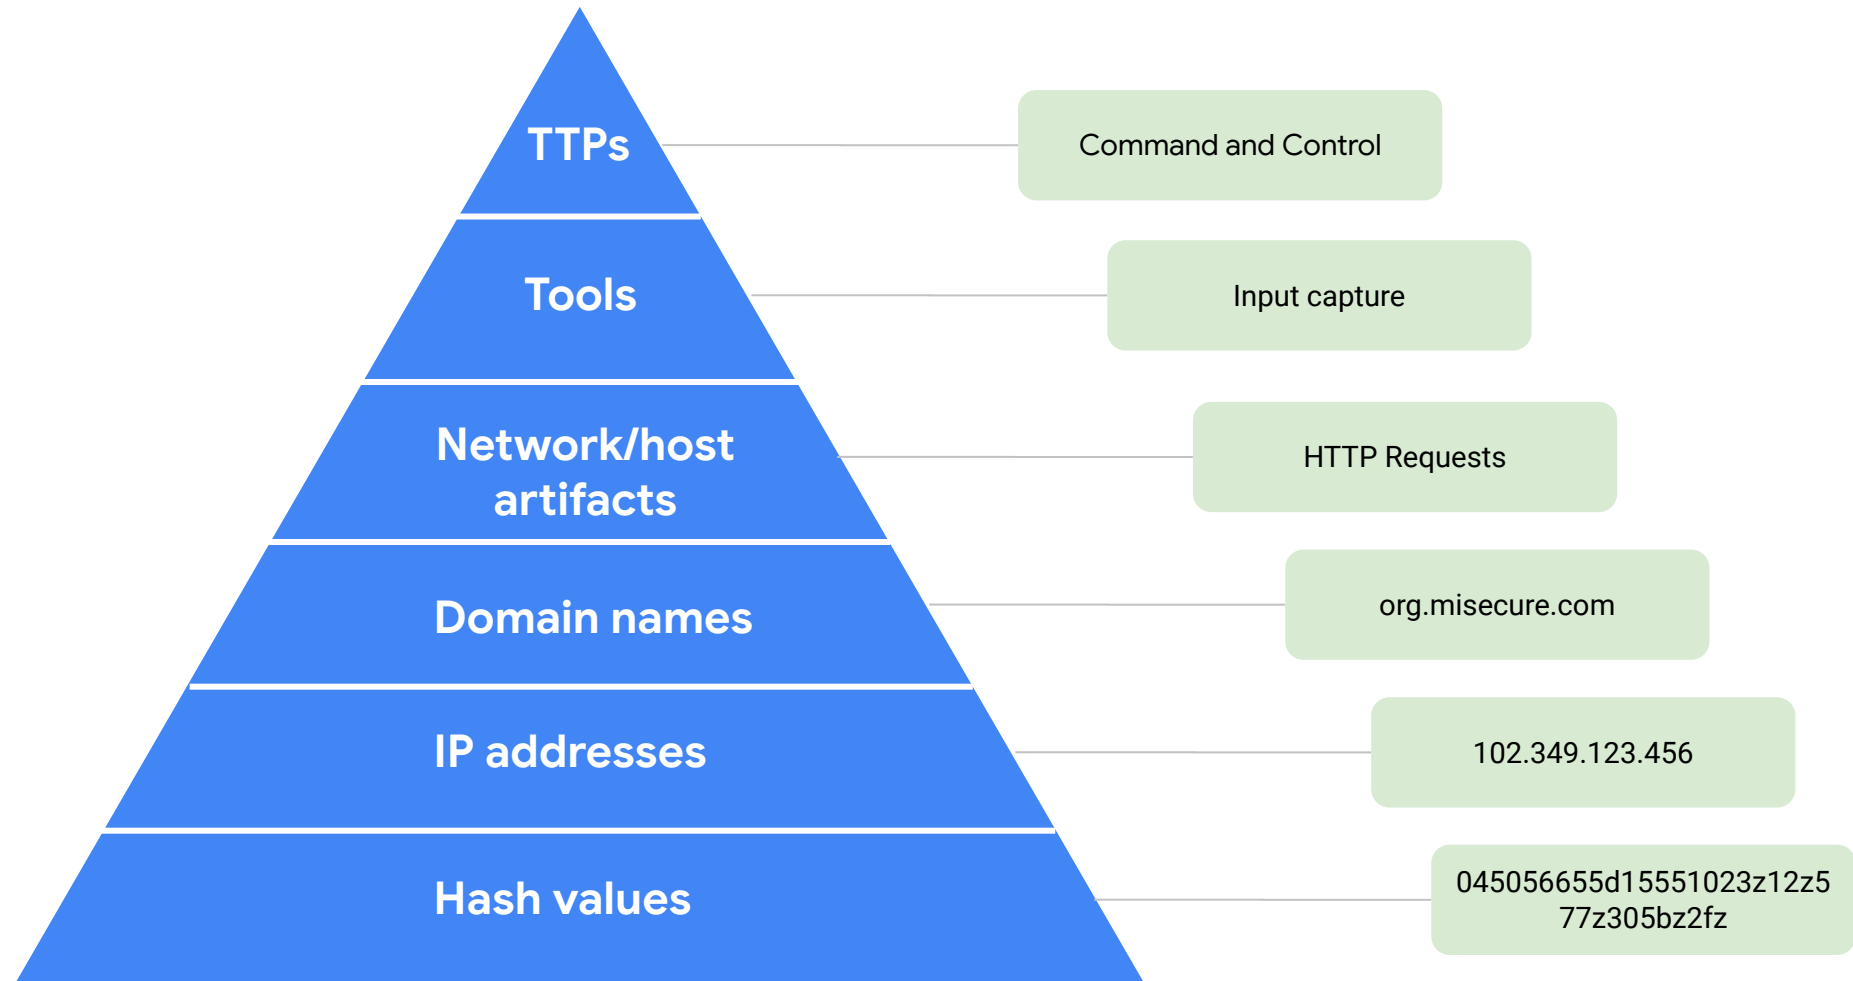 TTPs
Command and Control
Tools
Input capture
Network/host
artifacts
HTTP Requests
Domain names
org.misecure.com
IP addresses
102.349.123.456
Hash values
045056655d15551023z12z5
77z305bz2fz